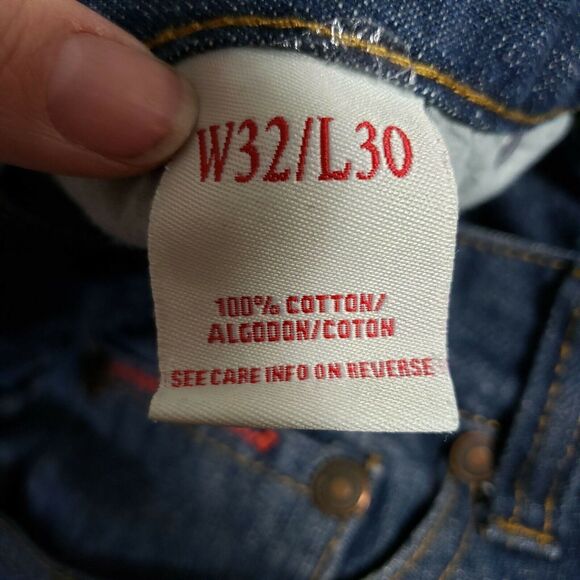 W32/L30
100% COTTON/
ALGODON/COTON
SEE CARE INFO ON REVERSE